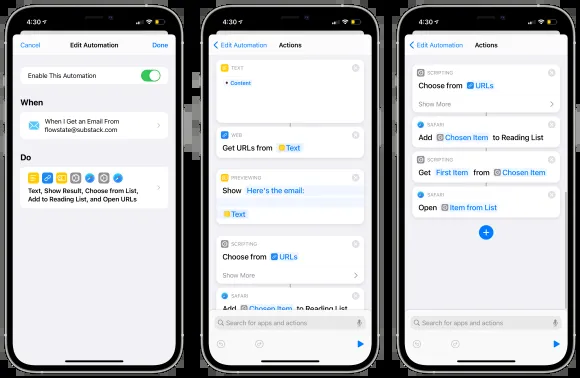 4:30
Cancel
Edit Automation
Done
Enable This Automation
When
When I Get an Email From
flowstate@substack.com
Do
Text, Show Result, Choose from List,
Add to Reading List, and Open URLs
4:30
Edit Automation
Actions
TEXT
• Content
WEB
Get URLs from Text
PREVIEWING
Show Here's the email:
Text
SCRIPTING
Choose from URLs
Show More
SAFARI
Add Chosen Item to Reading List
Search for apps and actions
4:30
Edit Automation
Actions
SCRIPTING
Choose from URLs
Show More
SAFARI
Add Chosen Item to Reading List
SCRIPTING
Get First Item from Chosen Item
SAFARI
Open Item from List
Search for apps and actions